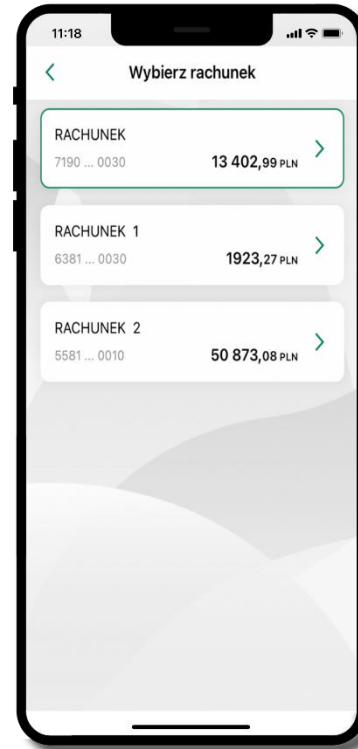 11:18
Wybierz rachunek
RACHUNEK
7190 ... 0030 13 402,99 PLN
RACHUNEK 1
6381 ... 0030 1923,27 PLN
RACHUNEK 2
5581 ... 0010 50 873,08 PLN